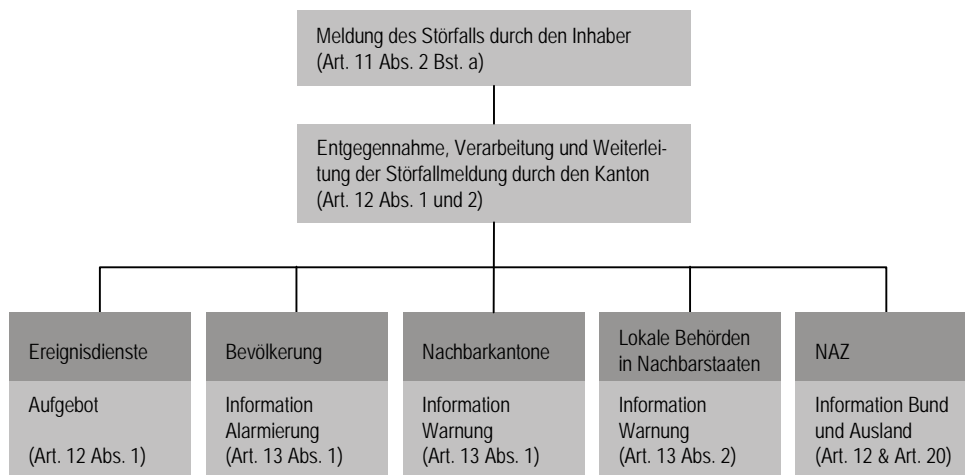 Meldung des Störfalls durch den Inhaber
(Art. 11 Abs. 2 Bst. a)
Entgegennahme, Verarbeitung und Weiterlei-
tung der Störfallmeldung durch den Kanton
(Art. 12 Abs. 1 und 2)
Ereignisdienste
Aufgebot
(Art. 12 Abs. 1)
Bevölkerung
Information
Alarmierung
(Art. 13 Abs. 1)
Nachbarkantone
Information
Warnung
(Art. 13 Abs. 1)
Lokale Behörden
in Nachbarstaaten
Information
Warnung
(Art. 13 Abs. 2)
NAZ
Information Bund
und Ausland
(Art. 12 & Art. 20)